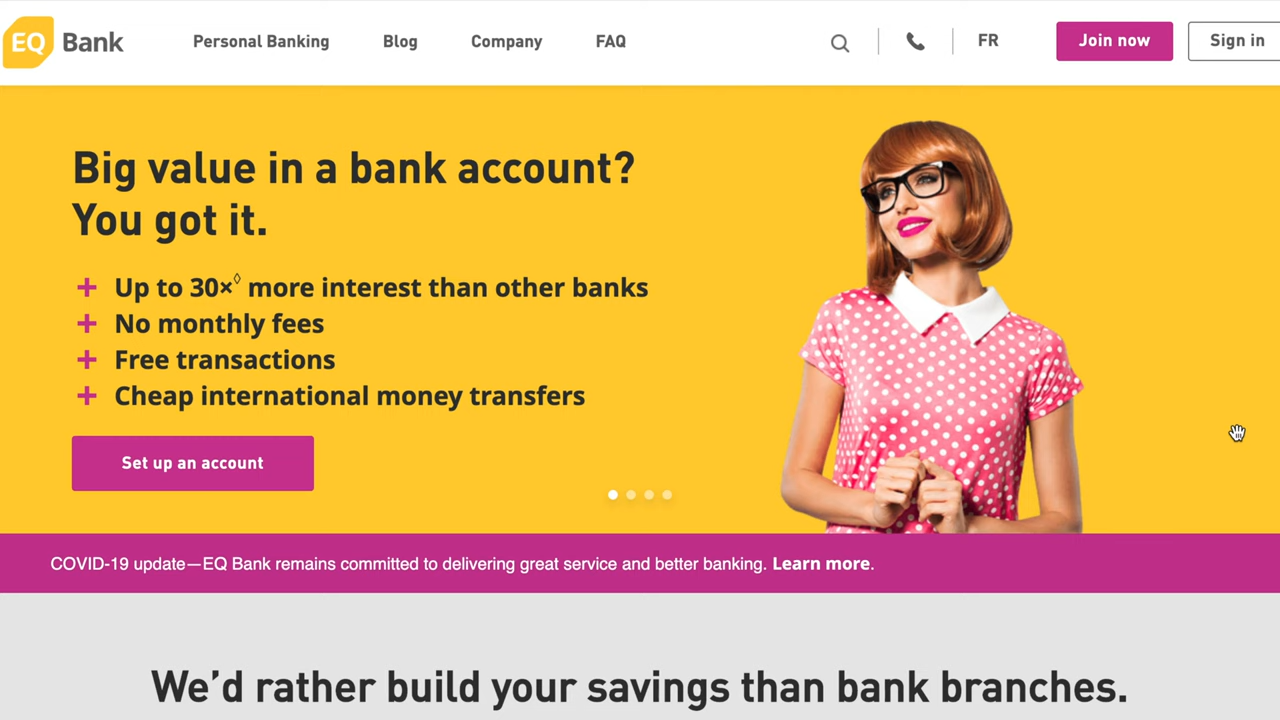 EQ Bank
Personal Banking
Blog
Company
FAQ
FR
Join now
Sign in
Big value in a bank account?
You got it.
+ Up to 30×◊ more interest than other banks
+ No monthly fees
+ Free transactions
+ Cheap international money transfers
Set up an account
COVID-19 update—EQ Bank remains committed to delivering great service and better banking. Learn more.
We’d rather build your savings than bank branches.